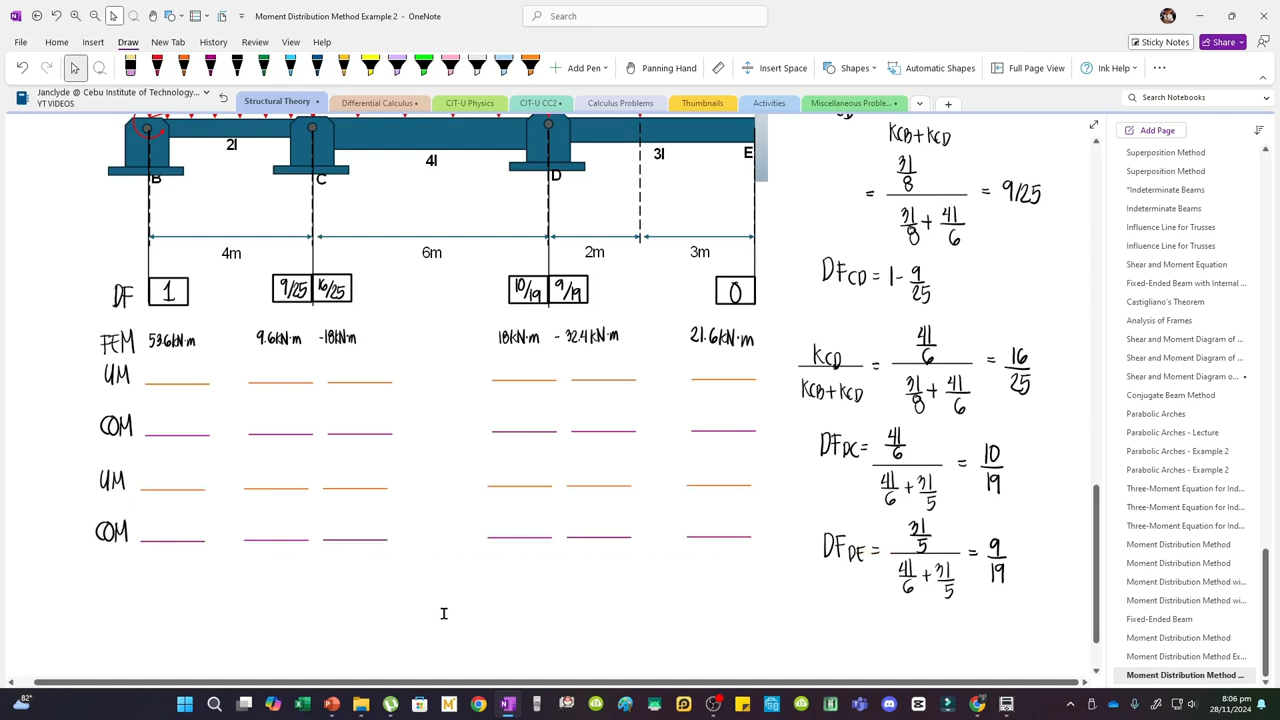 Moment Distribution Method Example 2 - OneNote
Search
File Home Insert Draw New Tab History Review View Help
Sticky Notes Share
Add Pen Panning Hand Insert Space Shapes Automatic Shapes Full Page View Ink Help
Janclyde @ Cebu Institute of Technology...
YT VIDEOS
Structural Theory Differential Calculus CIT-U Physics CIT-U CC2 Calculus Problems Thumbnails Activities Miscellaneous Proble...
Search Notebooks
Add Page
Superposition Method
Superposition Method
*Indeterminate Beams
Indeterminate Beams
Influence Line for Trusses
Influence Line for Trusses
Shear and Moment Equation
Fixed-Ended Beam with Internal ...
Castigliano's Theorem
Analysis of Frames
Shear and Moment Diagram of ...
Shear and Moment Diagram of ...
Shear and Moment Diagram o...
Conjugate Beam Method
Parabolic Arches
Parabolic Arches - Lecture
Parabolic Arches - Example 2
Parabolic Arches - Example 2
Three-Moment Equation for Ind...
Three-Moment Equation for Ind...
Three-Moment Equation for Ind...
Moment Distribution Method
Moment Distribution Method
Moment Distribution Method wi...
Moment Distribution Method wi...
Fixed-Ended Beam
Moment Distribution Method
Moment Distribution Method Ex...
Moment Distribution Method ...
2I 4I 3I
B C D E
4m 6m 2m 3m
DF 1 9/25 16/25 10/19 9/19 0
FEM 53.6kN·m 9.6kN·m -18kN·m 18kN·m -32.4kN·m 21.6kN·m
UM
COM
UM
COM
KCB+KCD
= 3I/8 / (3I/8 + 4I/6) = 9/25
DFCD = 1 - 9/25
KCD / (KCB+KCD) = 4I/6 / (3I/8 + 4I/6) = 16/25
DFDC = 4I/6 / (4I/6 + 3I/5) = 10/19
DFDE = 3I/5 / (4I/6 + 3I/5) = 9/19
82°
8:06 pm
28/11/2024